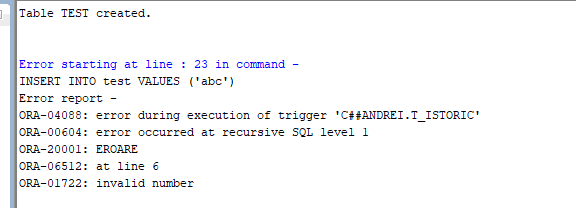 Table TEST created.
Error starting at line : 23 in command -
INSERT INTO test VALUES ('abc')
Error report -
ORA-04088: error during execution of trigger 'C##ANDREI.T_ISTORIC'
ORA-00604: error occurred at recursive SQL level 1
ORA-20001: EROARE
ORA-06512: at line 6
ORA-01722: invalid number